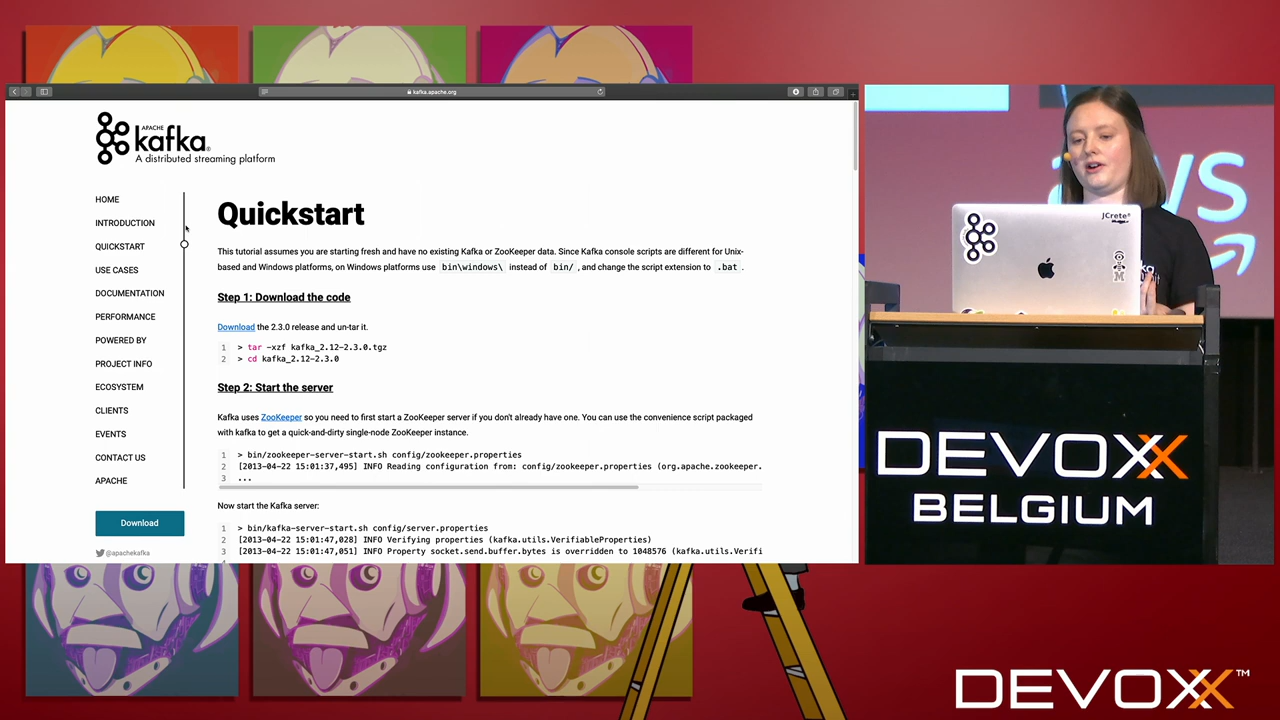 kafka.apache.org
APACHE
kafka®
A distributed streaming platform
HOME
INTRODUCTION
QUICKSTART
USE CASES
DOCUMENTATION
PERFORMANCE
POWERED BY
PROJECT INFO
ECOSYSTEM
CLIENTS
EVENTS
CONTACT US
APACHE
Download
@apachekafka
Quickstart
This tutorial assumes you are starting fresh and have no existing Kafka or ZooKeeper data. Since Kafka console scripts are different for Unix-
based and Windows platforms, on Windows platforms use bin\windows\ instead of bin/ , and change the script extension to .bat .
Step 1: Download the code
Download the 2.3.0 release and un-tar it.
1 > tar -xzf kafka_2.12-2.3.0.tgz
2 > cd kafka_2.12-2.3.0
Step 2: Start the server
Kafka uses ZooKeeper so you need to first start a ZooKeeper server if you don't already have one. You can use the convenience script packaged
with kafka to get a quick-and-dirty single-node ZooKeeper instance.
1 > bin/zookeeper-server-start.sh config/zookeeper.properties
2 [2013-04-22 15:01:37,495] INFO Reading configuration from: config/zookeeper.properties (org.apache.zookeeper.
3 ...
Now start the Kafka server:
1 > bin/kafka-server-start.sh config/server.properties
2 [2013-04-22 15:01:47,028] INFO Verifying properties (kafka.utils.VerifiableProperties)
3 [2013-04-22 15:01:47,051] INFO Property socket.send.buffer.bytes is overridden to 1048576 (kafka.utils.Verifi
aws
JCrete
DEVOXX
BELGIUM
DEVOXX™